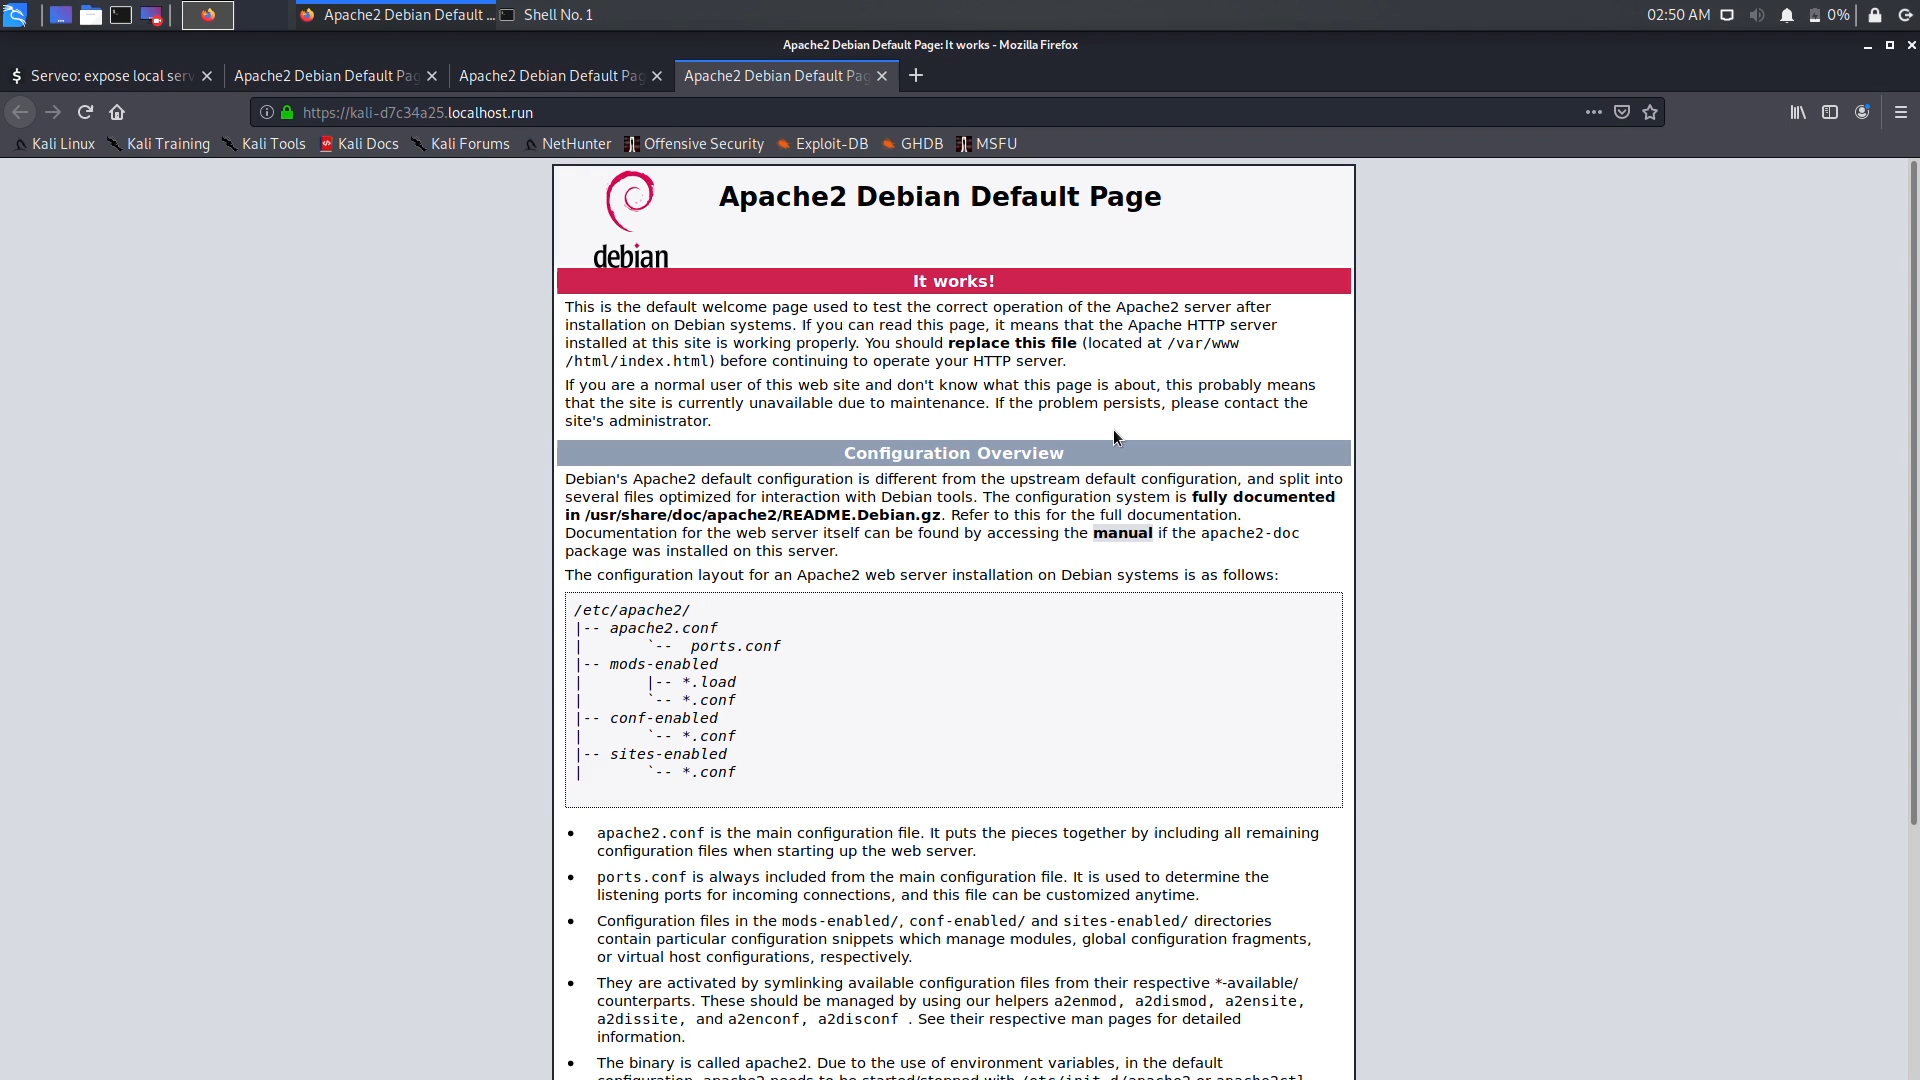 Apache2 Debian Default ...
Shell No. 1
02:50 AM
0%
Apache2 Debian Default Page: It works - Mozilla Firefox
Serveo: expose local serv
Apache2 Debian Default Pag
Apache2 Debian Default Pag
Apache2 Debian Default Pag
https://kali-d7c34a25.localhost.run
Kali Linux
Kali Training
Kali Tools
Kali Docs
Kali Forums
NetHunter
Offensive Security
Exploit-DB
GHDB
MSFU
debian
Apache2 Debian Default Page
It works!
This is the default welcome page used to test the correct operation of the Apache2 server after
installation on Debian systems. If you can read this page, it means that the Apache HTTP server
installed at this site is working properly. You should replace this file (located at /var/www
/html/index.html) before continuing to operate your HTTP server.
If you are a normal user of this web site and don't know what this page is about, this probably means
that the site is currently unavailable due to maintenance. If the problem persists, please contact the
site's administrator.
Configuration Overview
Debian's Apache2 default configuration is different from the upstream default configuration, and split into
several files optimized for interaction with Debian tools. The configuration system is fully documented
in /usr/share/doc/apache2/README.Debian.gz. Refer to this for the full documentation.
Documentation for the web server itself can be found by accessing the manual if the apache2-doc
package was installed on this server.
The configuration layout for an Apache2 web server installation on Debian systems is as follows:
/etc/apache2/
|-- apache2.conf
|       `--  ports.conf
|-- mods-enabled
|       |-- *.load
|       `-- *.conf
|-- conf-enabled
|       `-- *.conf
|-- sites-enabled
|       `-- *.conf
• apache2.conf is the main configuration file. It puts the pieces together by including all remaining
configuration files when starting up the web server.
• ports.conf is always included from the main configuration file. It is used to determine the
listening ports for incoming connections, and this file can be customized anytime.
• Configuration files in the mods-enabled/, conf-enabled/ and sites-enabled/ directories
contain particular configuration snippets which manage modules, global configuration fragments,
or virtual host configurations, respectively.
• They are activated by symlinking available configuration files from their respective *-available/
counterparts. These should be managed by using our helpers a2enmod, a2dismod, a2ensite,
a2dissite, and a2enconf, a2disconf . See their respective man pages for detailed
information.
• The binary is called apache2. Due to the use of environment variables, in the default
configuration, apache2 needs to be started/stopped with /etc/init.d/apache2 or apache2ctl.